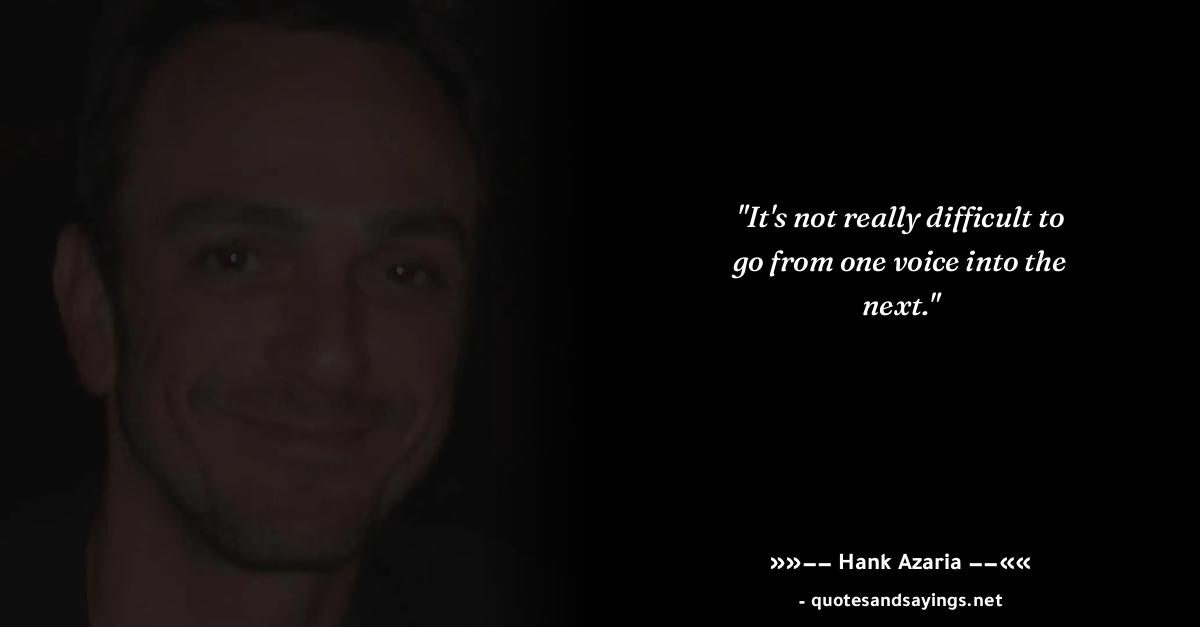 "It's not really difficult to
go from one voice into the
next."
»»−− Hank Azaria −−««
- quotesandsayings.net